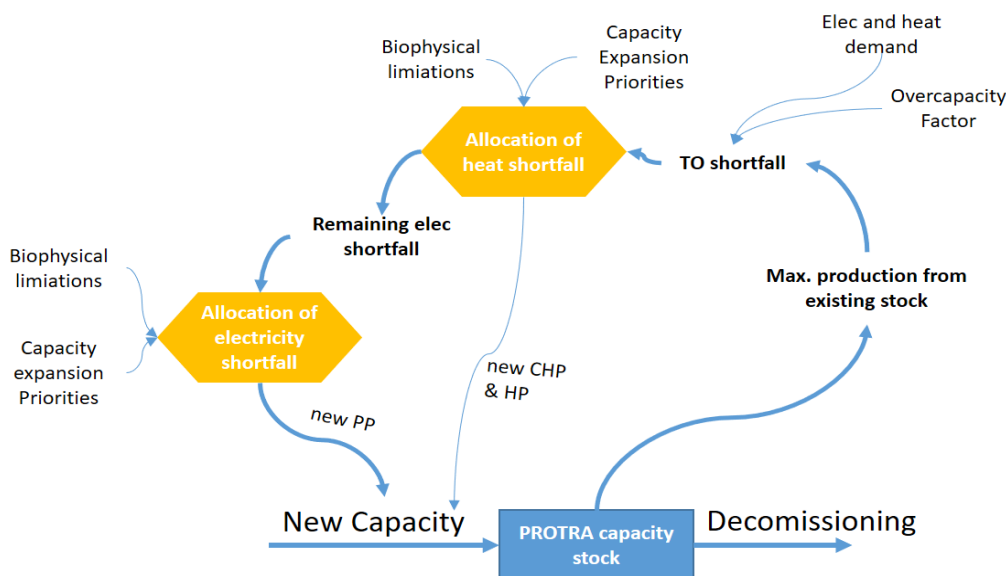 Elec and heat
demand
Capacity
Expansion
Priorities
Biophysical
limiations
Overcapacity
Factor
Allocation of
heat shortfall
TO shortfall
Remaining elec
shortfall
Biophysical
limiations
Max. production from
existing stock
Allocation of
electricity
shortfall
Capacity
expansion
Priorities
new CHP
& HP
new PP
New Capacity
PROTRA capacity
stock
Decomissioning